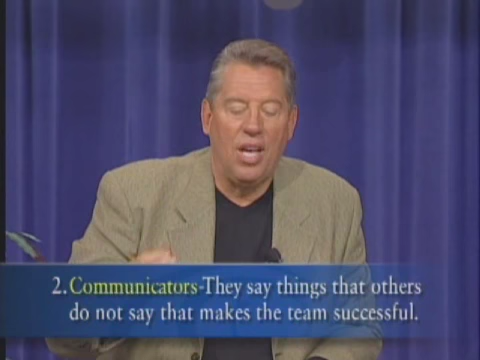 2. Communicators-They say things that others
do not say that makes the team successful.